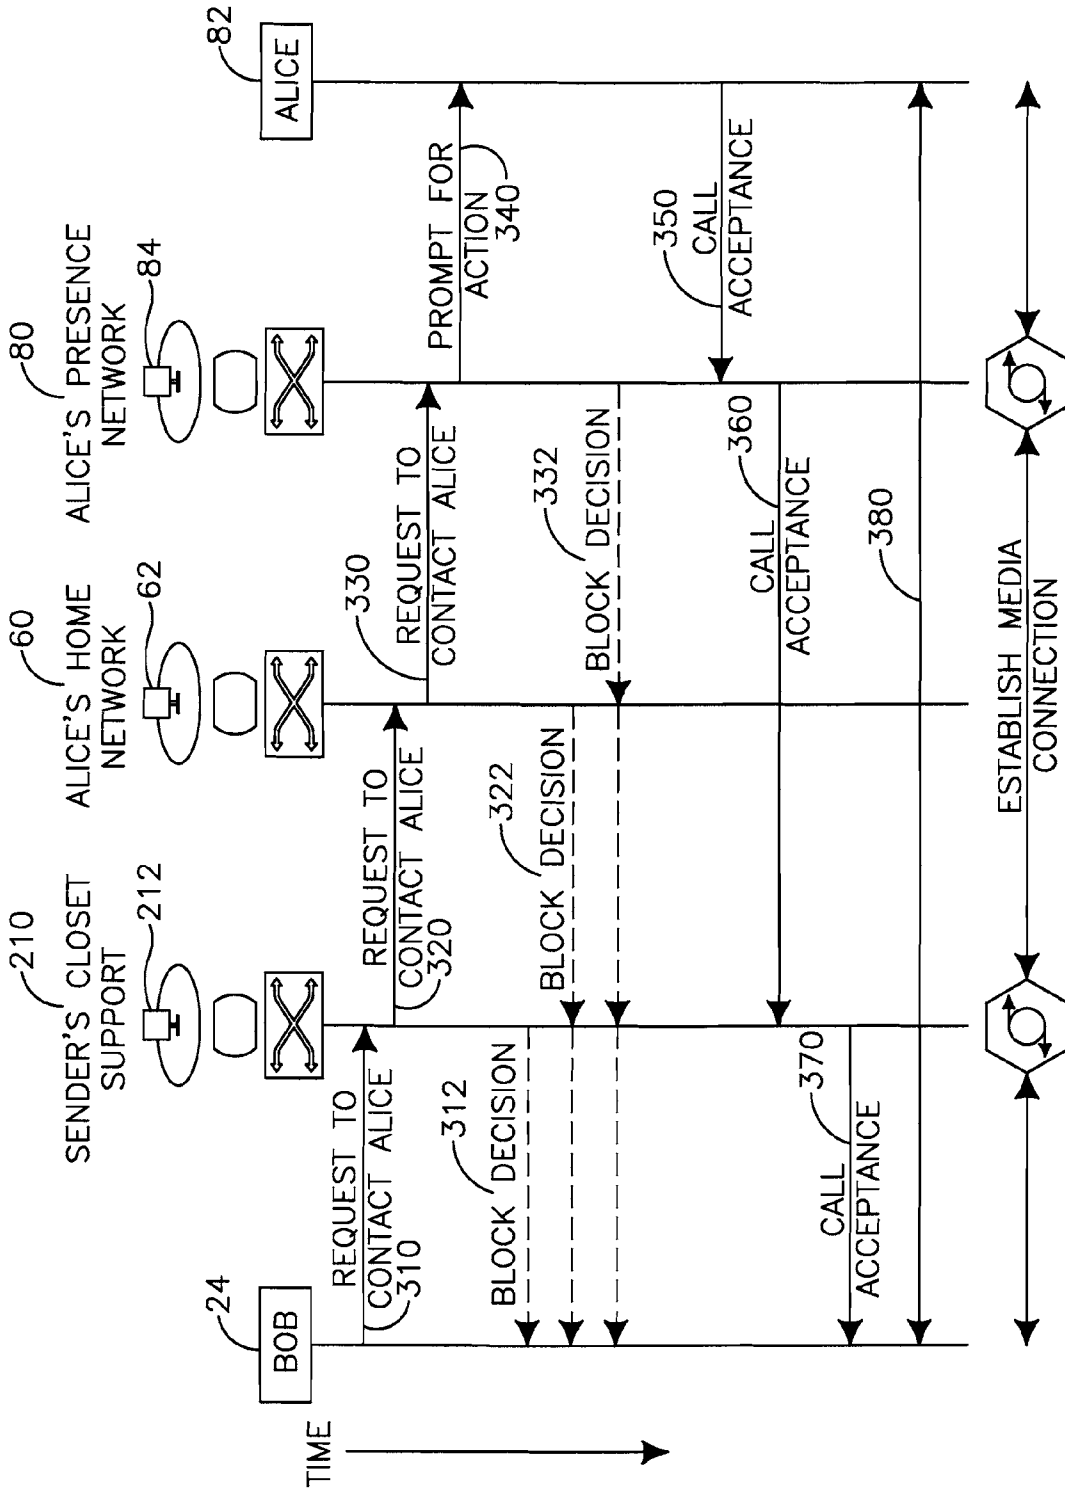 BOB
24
SENDER'S CLOSET
SUPPORT
210
212
ALICE'S HOME
NETWORK
60
62
ALICE'S PRESENCE
NETWORK
80
84
ALICE
82
TIME
REQUEST TO
CONTACT ALICE
310
REQUEST TO
CONTACT ALICE
320
REQUEST TO
CONTACT ALICE
330
PROMPT FOR
ACTION
340
BLOCK DECISION
312
BLOCK DECISION
322
BLOCK DECISION
332
350
CALL
ACCEPTANCE
360
CALL
ACCEPTANCE
370
CALL
ACCEPTANCE
380
ESTABLISH MEDIA
CONNECTION